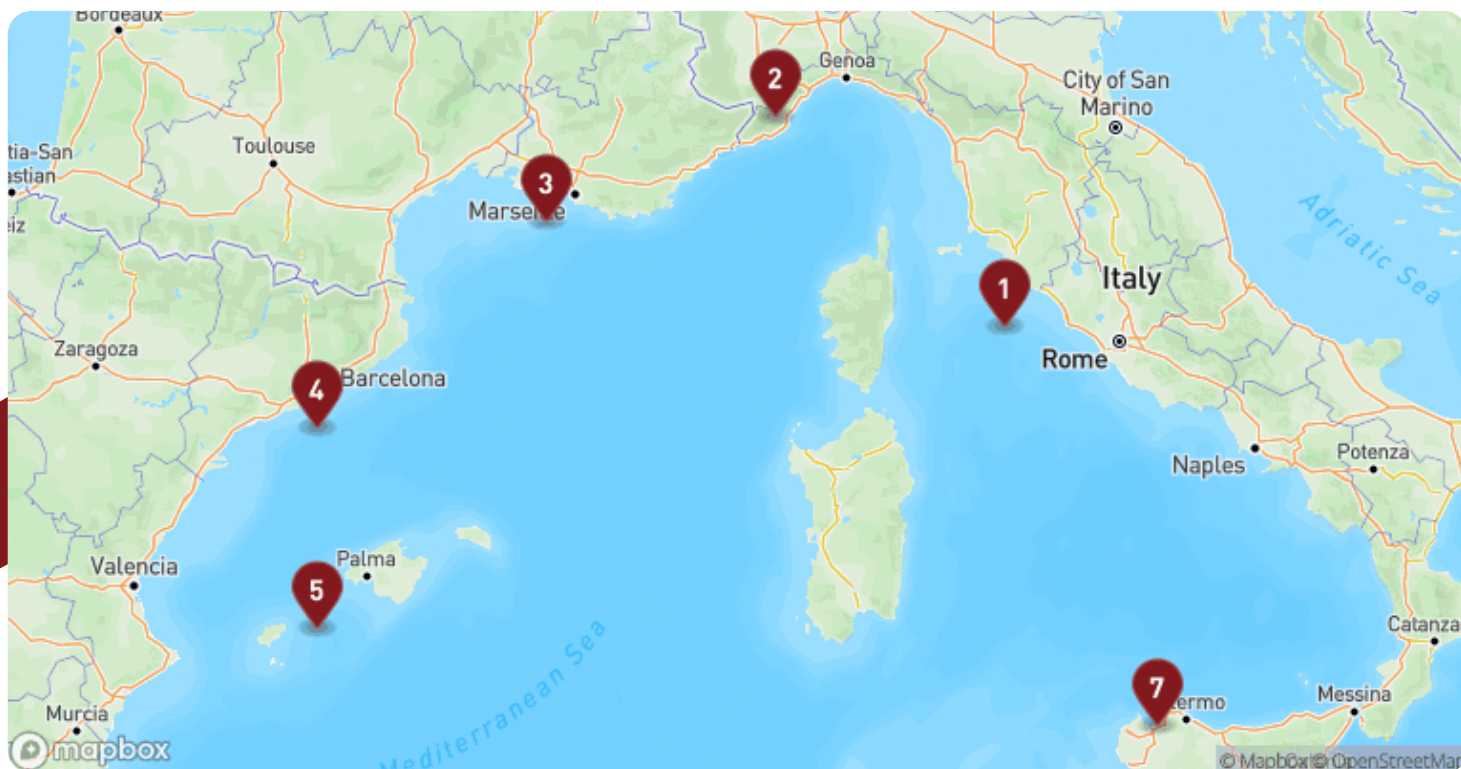 Bordeaux
2
Genoa
City of San
Marino
Toulouse
tia-San
astian
3
Marseille
eiz
Adriatic Sea
1
Italy
Zaragoza
Rome
4
Barcelona
Naples
Potenza
Palma
Valencia
5
Catanza
Mediterranean Sea
7
ermo
Messina
Murcia
mapbox
© Mapbox © OpenStreetMap